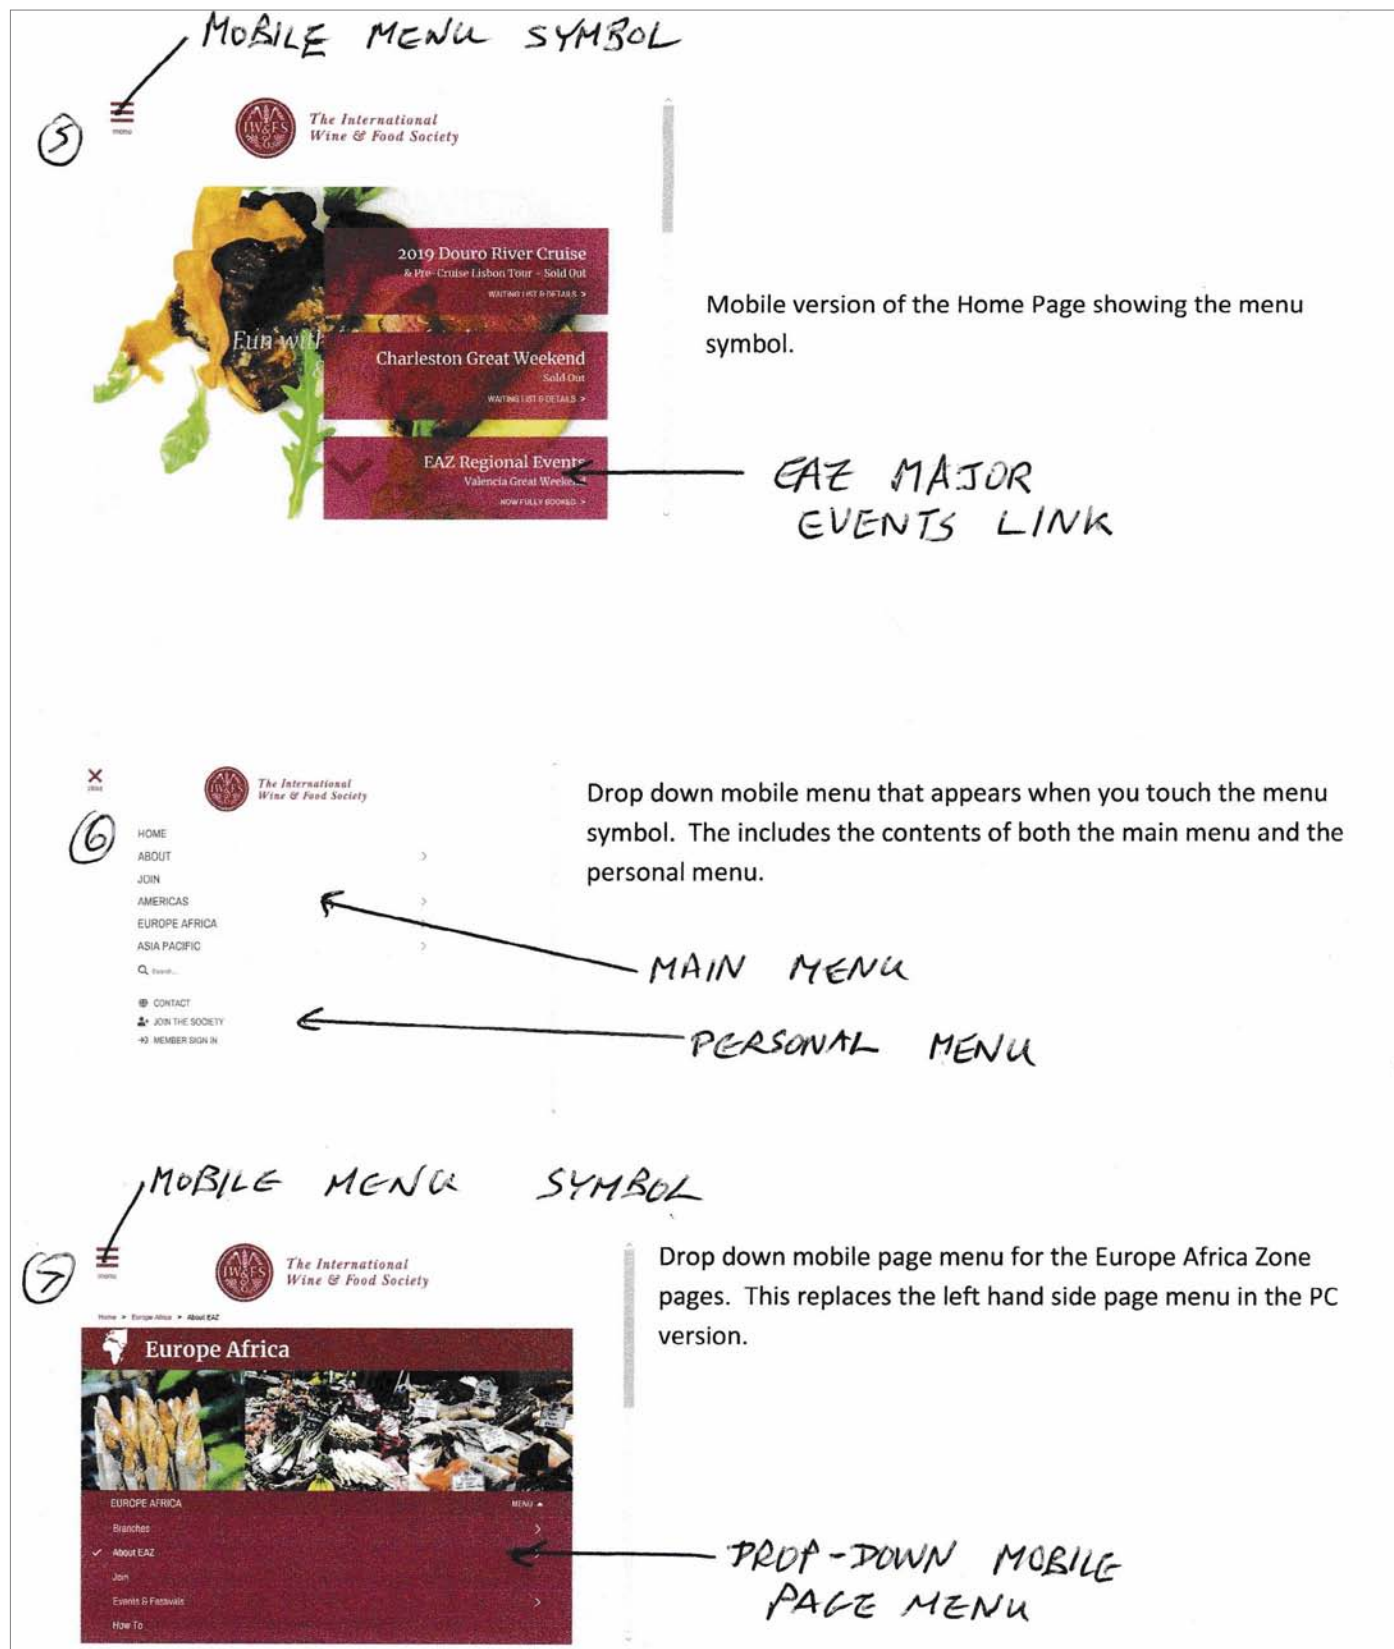 MOBILE MENU SYMBOL
5
menu
IW&FS
The International
Wine & Food Society
2019 Douro River Cruise
& Pre-Cruise Lisbon Tour - Sold Out
WAITING LIST & DETAILS >
Fun with
&
Charleston Great Weekend
Sold Out
WAITING LIST & DETAILS >
EAZ Regional Events
Valencia Great Weekend
NOW FULLY BOOKED >
Mobile version of the Home Page showing the menu
symbol.
EAZ MAJOR
EVENTS LINK
close
IW&FS
The International
Wine & Food Society
6
HOME
ABOUT >
JOIN
AMERICAS >
EUROPE AFRICA >
ASIA PACIFIC >
Search...
CONTACT
JOIN THE SOCIETY
MEMBER SIGN IN
Drop down mobile menu that appears when you touch the menu
symbol. The includes the contents of both the main menu and the
personal menu.
MAIN MENU
PERSONAL MENU
MOBILE MENU SYMBOL
7
menu
IW&FS
The International
Wine & Food Society
Home > Europe Africa > About EAZ
Europe Africa
EUROPE AFRICA MENU
Branches >
About EAZ >
Join
Events & Festivals >
How To
Drop down mobile page menu for the Europe Africa Zone
pages. This replaces the left hand side page menu in the PC
version.
DROP-DOWN MOBILE
PAGE MENU